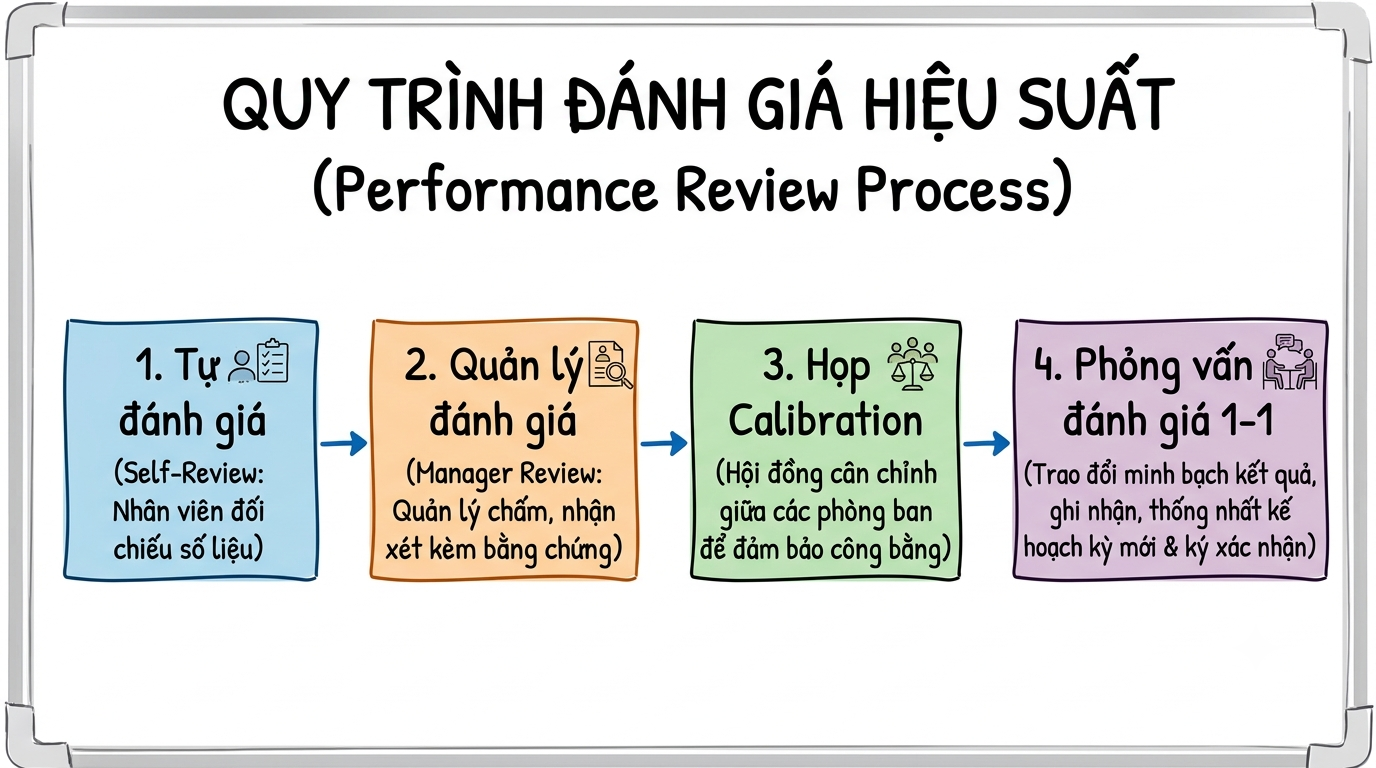 QUY TRÌNH ĐÁNH GIÁ HIỆU SUẤT
(Performance Review Process)
1. Tự
đánh giá
(Self-Review:
Nhân viên đối
chiếu số liệu)
2. Quản lý
đánh giá
(Manager Review:
Quản lý chấm, nhận
xét kèm bằng chứng)
3. Họp
Calibration
(Hội đồng cân chỉnh
giữa các phòng ban
để đảm bảo công bằng)
4. Phỏng vấn
đánh giá 1-1
(Trao đổi minh bạch kết quả,
ghi nhận, thống nhất kế
hoạch kỳ mới & ký xác nhận)